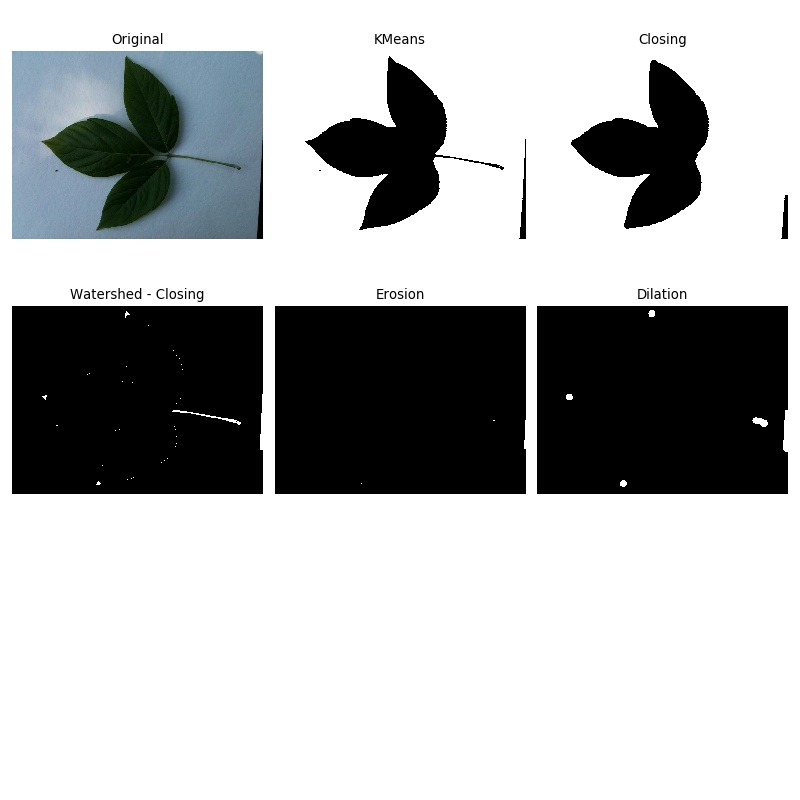 Original
KMeans
Closing
Watershed - Closing
Erosion
Dilation